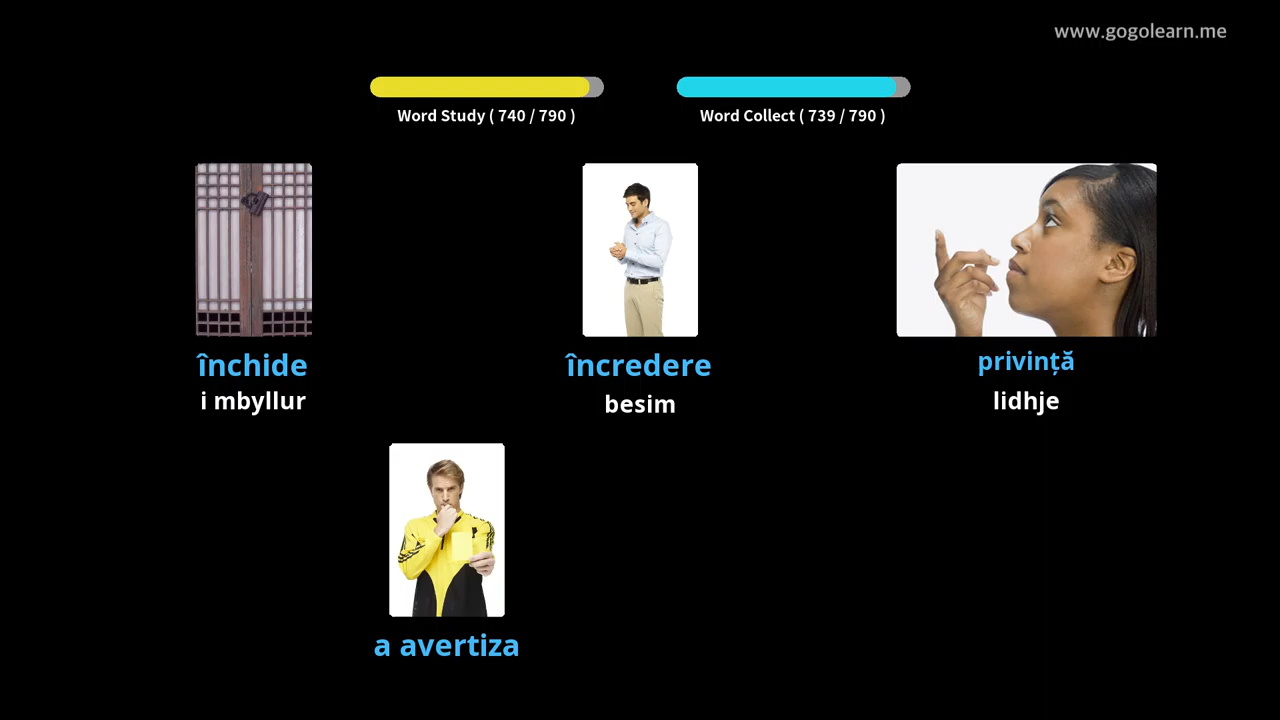 www.gogolearn.me
Word Study ( 740 / 790 )
Word Collect ( 739 / 790 )
închide
încredere
privință
i mbyllur
besim
lidhje
a avertiza